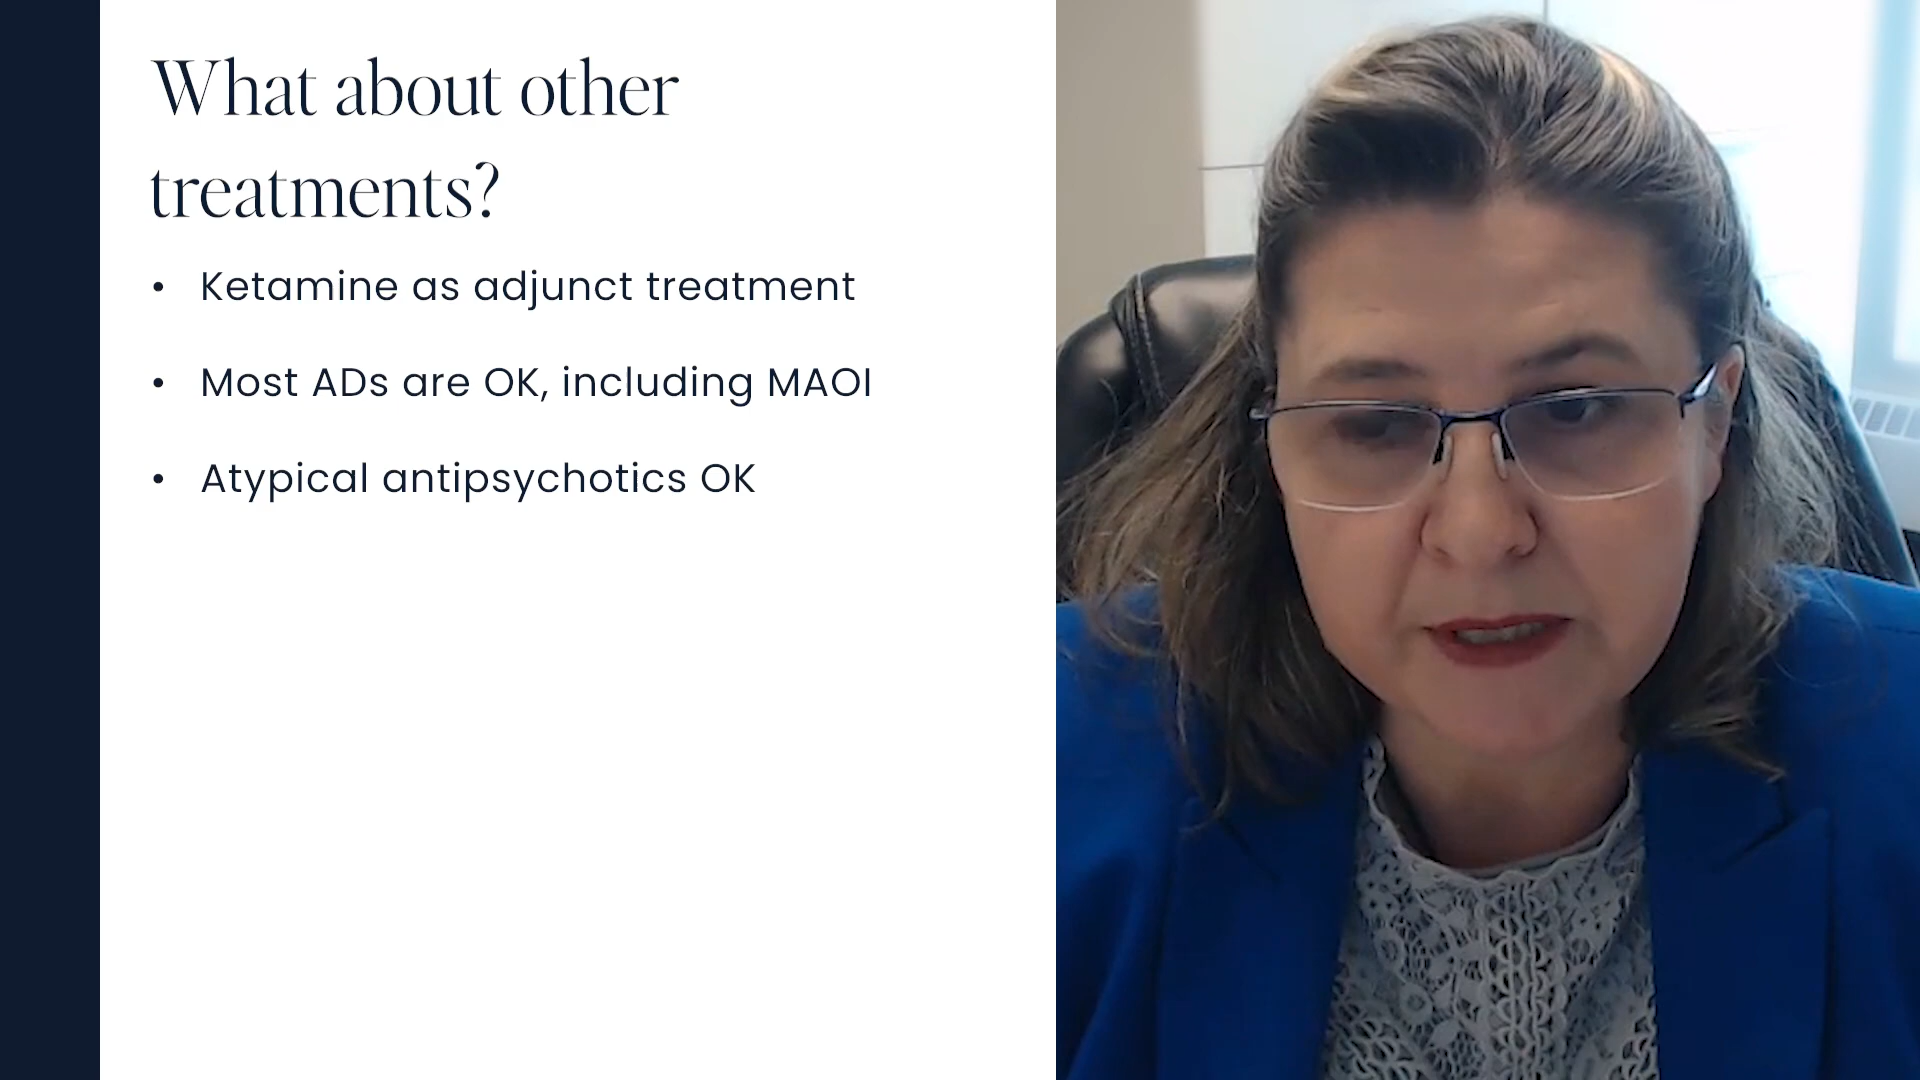 What about other
treatments?
• Ketamine as adjunct treatment
• Most ADs are OK, including MAOI
• Atypical antipsychotics OK